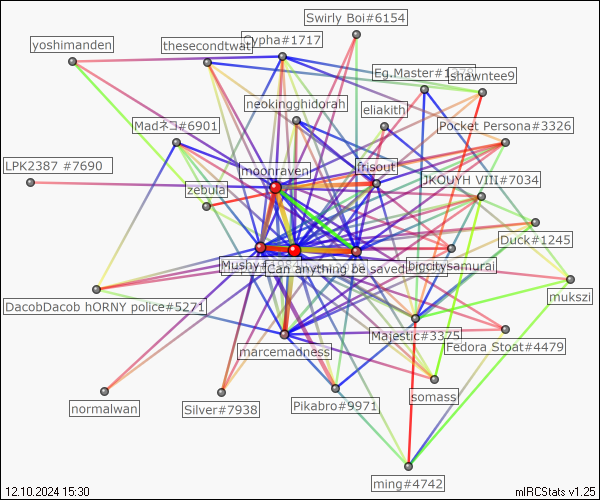 Swirly Boi#6154
yoshimanden
thesecondtwat
Cypha#1717
Eg.Master#1
shawntee9
neokingghidorah
eliakith
Madネコ#6901
Pocket Persona#3326
LPK2387 #7690
moonraven
frisout
JKOUYH VIII#7034
zebula
Duck#1245
Mushy#
Can anything be saved
bigcitysamurai
mukszi
DacobDacob hORNY police#5271
Majestic#3375
Fedora Stoat#4479
marcemadness
somass
normalwan
Silver#7938
Pikabro#9971
ming#4742
12.10.2024 15:30
mIRCStats v1.25